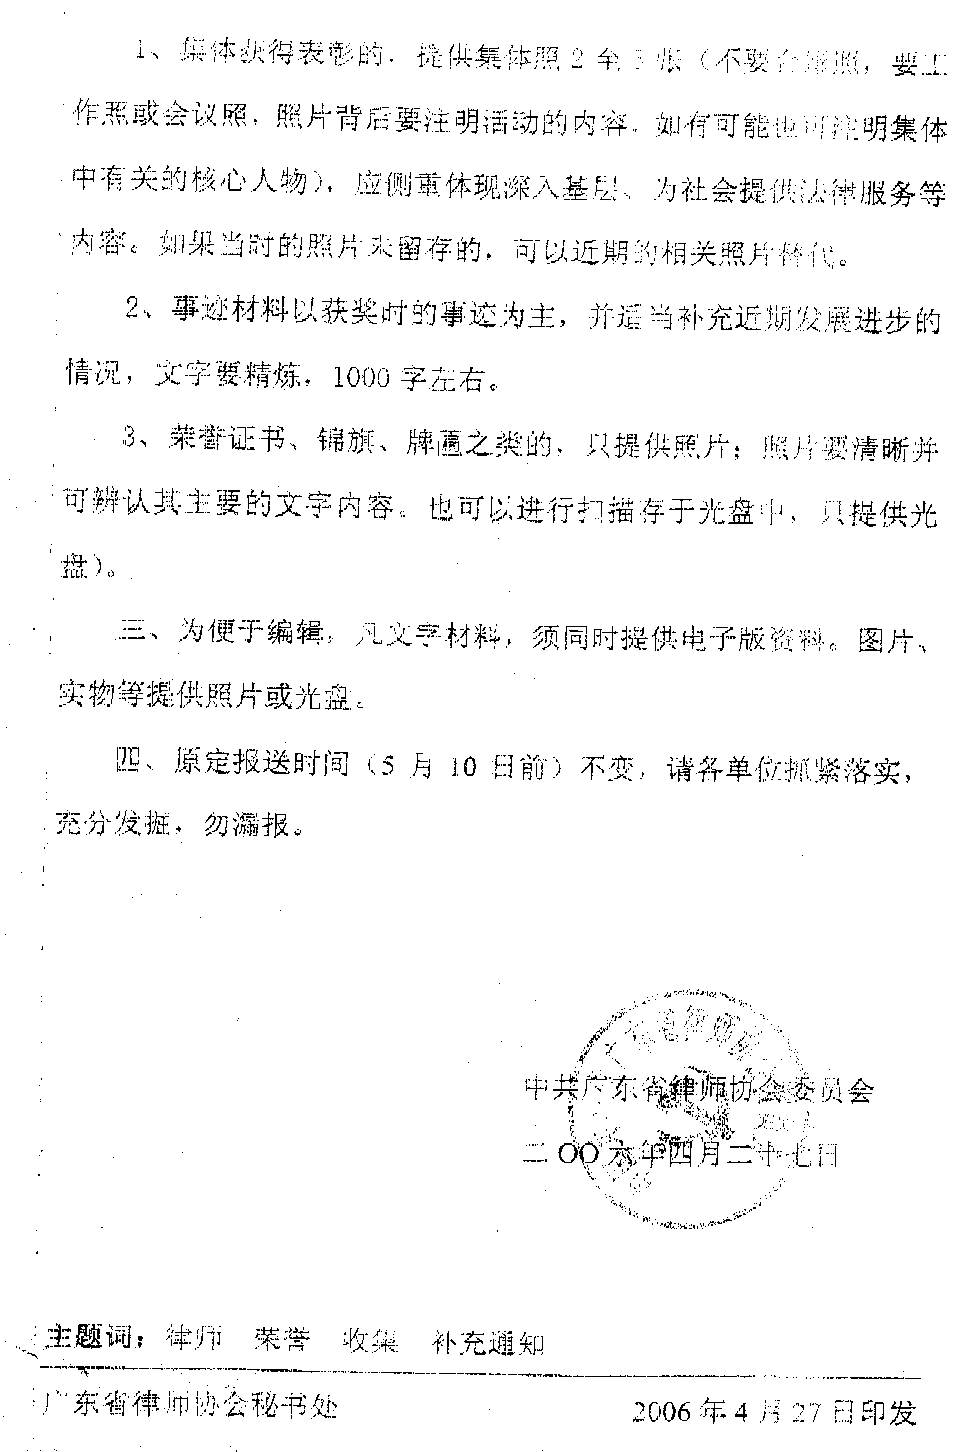 1、集体获得表彰的，提供集体照2至3张（不要合影照，要工
作照或会议照，照片背后要注明活动的内容，如有可能也可注明集体
中有关的核心人物），应侧重体现深入基层、为社会提供法律服务等
内容。如果当时的照片未留存的，可以近期的相关照片替代。
2、事迹材料以获奖时的事迹为主，并适当补充近期发展进步的
情况，文字要精炼，1000字左右。
3、荣誉证书、锦旗、牌匾之类的，只提供照片；照片要清晰并
可辨认其主要的文字内容。也可以进行扫描存于光盘中，只提供光
盘）。
三、为便于编辑，凡文字材料，须同时提供电子版资料。图片、
实物等提供照片或光盘。
四、原定报送时间（5月10日前）不变，请各单位抓紧落实，
充分发掘，勿漏报。
中共广东省律师协会委员会
二〇〇六年四月二十七日
主题词：律师 荣誉 收集 补充通知
广东省律师协会秘书处 2006年4月27日印发